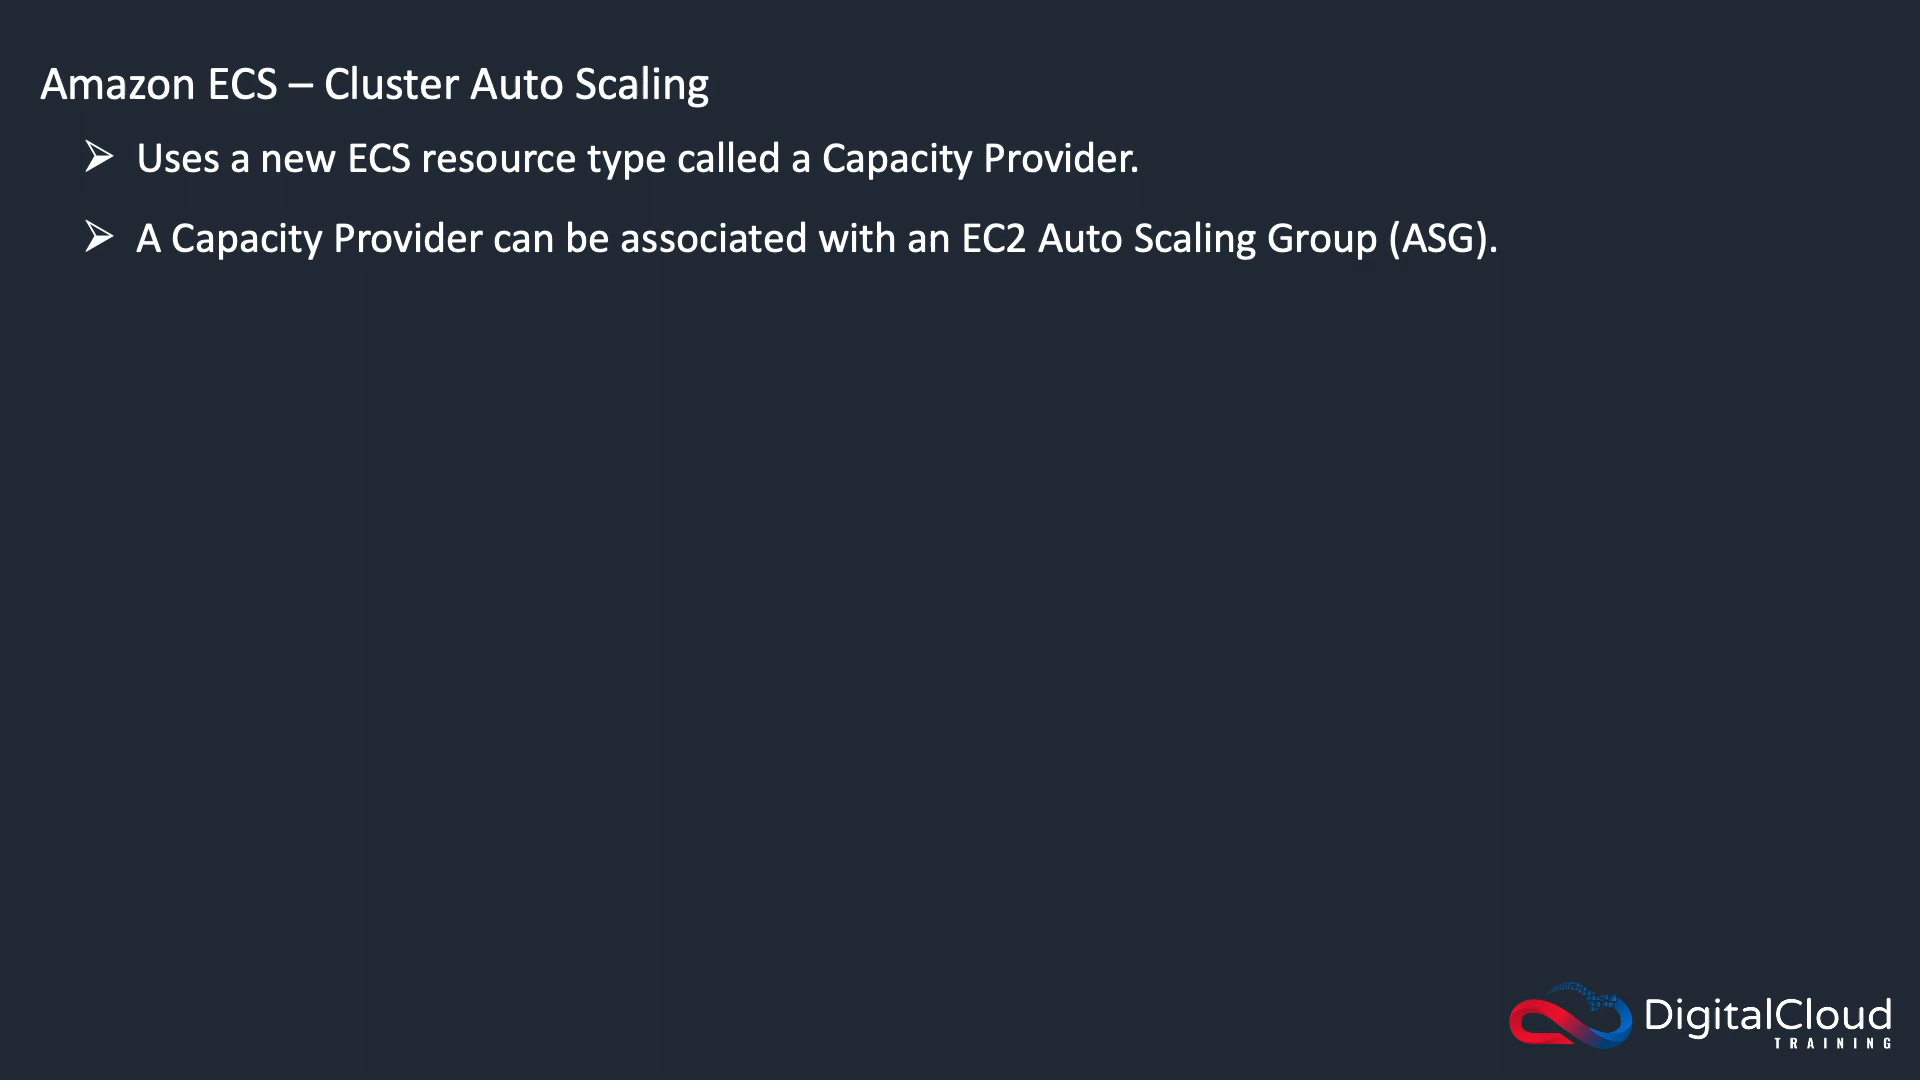 Amazon ECS – Cluster Auto Scaling
➢ Uses a new ECS resource type called a Capacity Provider.
➢ A Capacity Provider can be associated with an EC2 Auto Scaling Group (ASG).
DigitalCloud
TRAINING